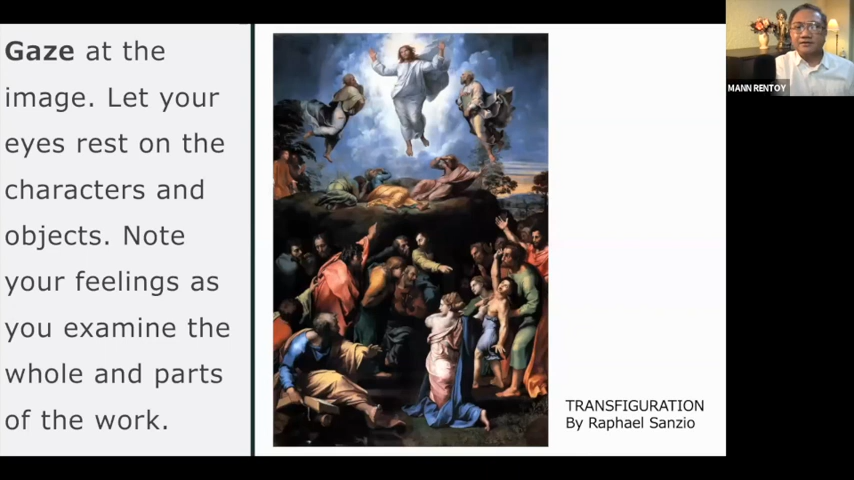 Gaze at the
image. Let your
eyes rest on the
characters and
objects. Note
your feelings as
you examine the
whole and parts
of the work.
TRANSFIGURATION
By Raphael Sanzio
MANN RENTOY